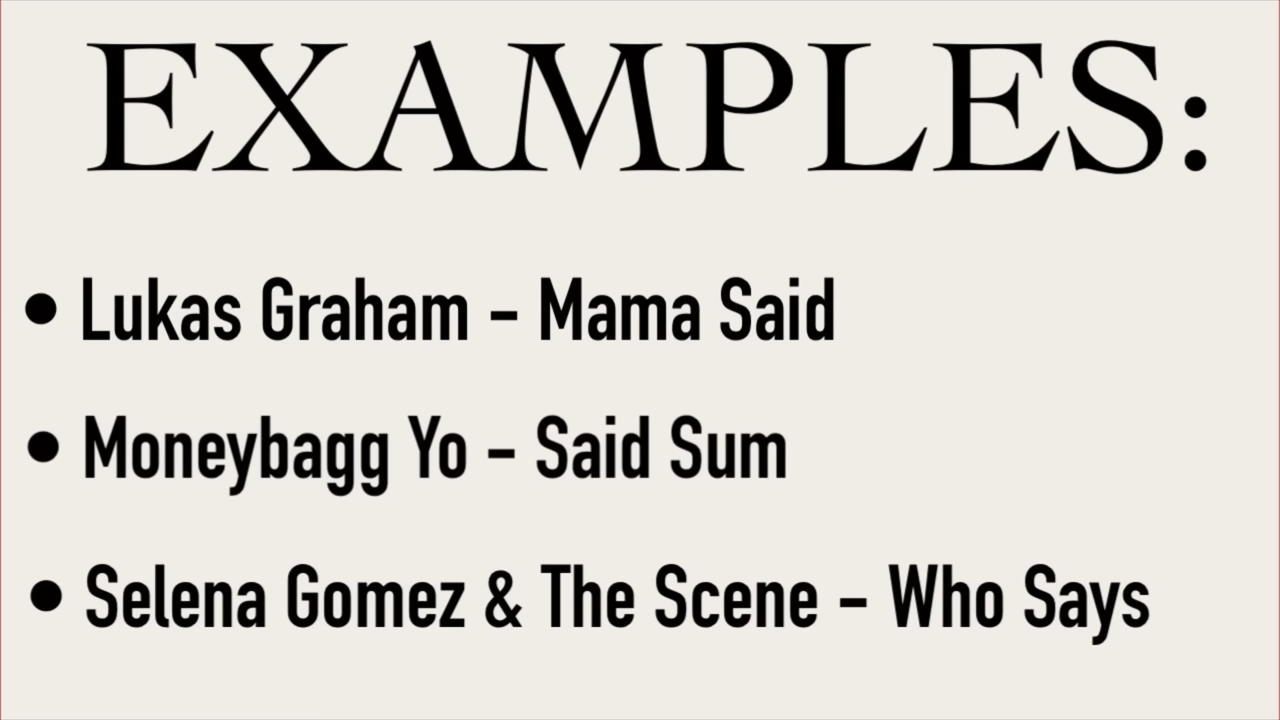 EXAMPLES:
• Lukas Graham – Mama Said
• Moneybagg Yo – Said Sum
• Selena Gomez & The Scene – Who Says